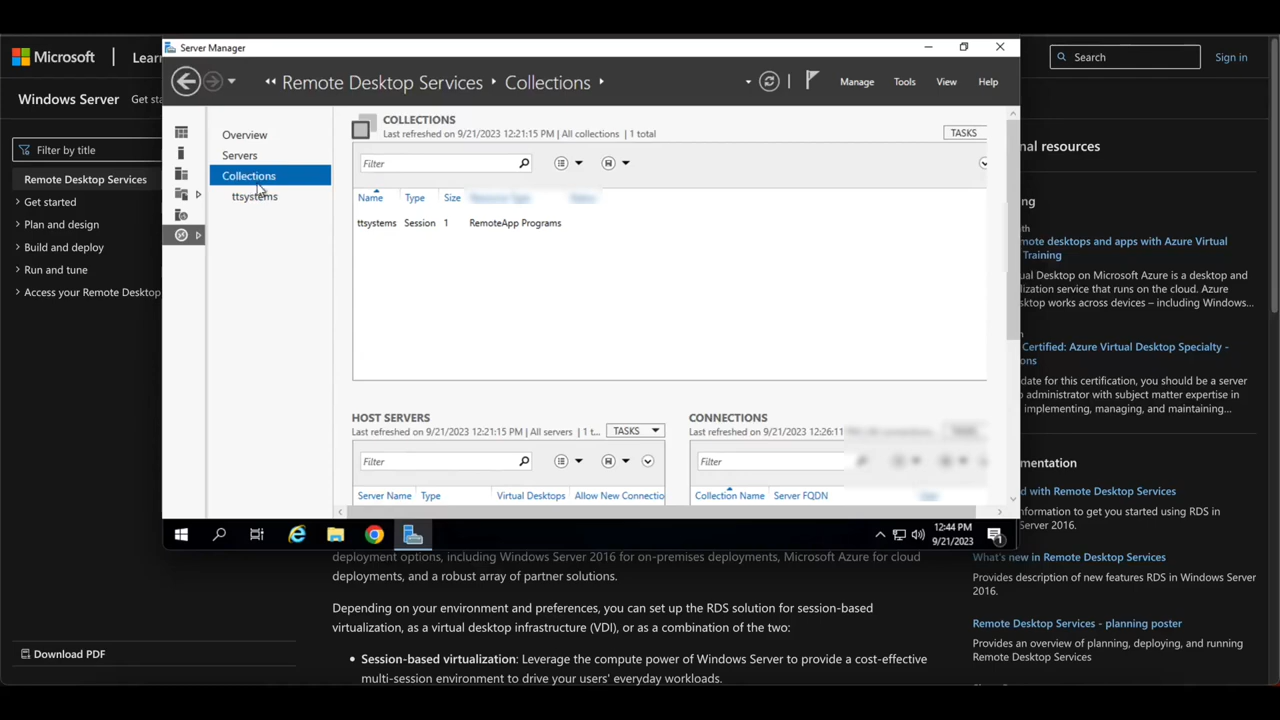 Microsoft
Learn
Search
Sign in
Windows Server
Get sta
Filter by title
Remote Desktop Services
Get started
Plan and design
Build and deploy
Run and tune
Access your Remote Desktop
Download PDF
Server Manager
Remote Desktop Services
Collections
Manage
Tools
View
Help
Overview
Servers
Collections
ttsystems
COLLECTIONS
Last refreshed on 9/21/2023 12:21:15 PM | All collections | 1 total
TASKS
Filter
Name Type Size
ttsystems Session 1 RemoteApp Programs
HOST SERVERS
Last refreshed on 9/21/2023 12:21:15 PM | All servers | 1 t...
TASKS
Filter
Server Name Type Virtual Desktops Allow New Connectio
CONNECTIONS
Last refreshed on 9/21/2023 12:26:11
Filter
Collection Name Server FQDN
12:44 PM
9/21/2023
1
deployment options, including Windows Server 2016 for on-premises deployments, Microsoft Azure for cloud
deployments, and a robust array of partner solutions.
Depending on your environment and preferences, you can set up the RDS solution for session-based
virtualization, as a virtual desktop infrastructure (VDI), or as a combination of the two:
• Session-based virtualization: Leverage the compute power of Windows Server to provide a cost-effective
multi-session environment to drive your users' everyday workloads.
onal resources
ng
th
mote desktops and apps with Azure Virtual
Training
Virtual Desktop on Microsoft Azure is a desktop and
lization service that runs on the cloud. Azure
sktop works across devices – including Windows...
n
Certified: Azure Virtual Desktop Specialty -
ons
date for this certification, you should be a server
administrator with subject matter expertise in
implementing, managing, and maintaining...
mentation
d with Remote Desktop Services
nformation to get you started using RDS in
Server 2016.
What's new in Remote Desktop Services
Provides description of new features RDS in Windows Server
2016.
Remote Desktop Services - planning poster
Provides an overview of planning, deploying, and running
Remote Desktop Services